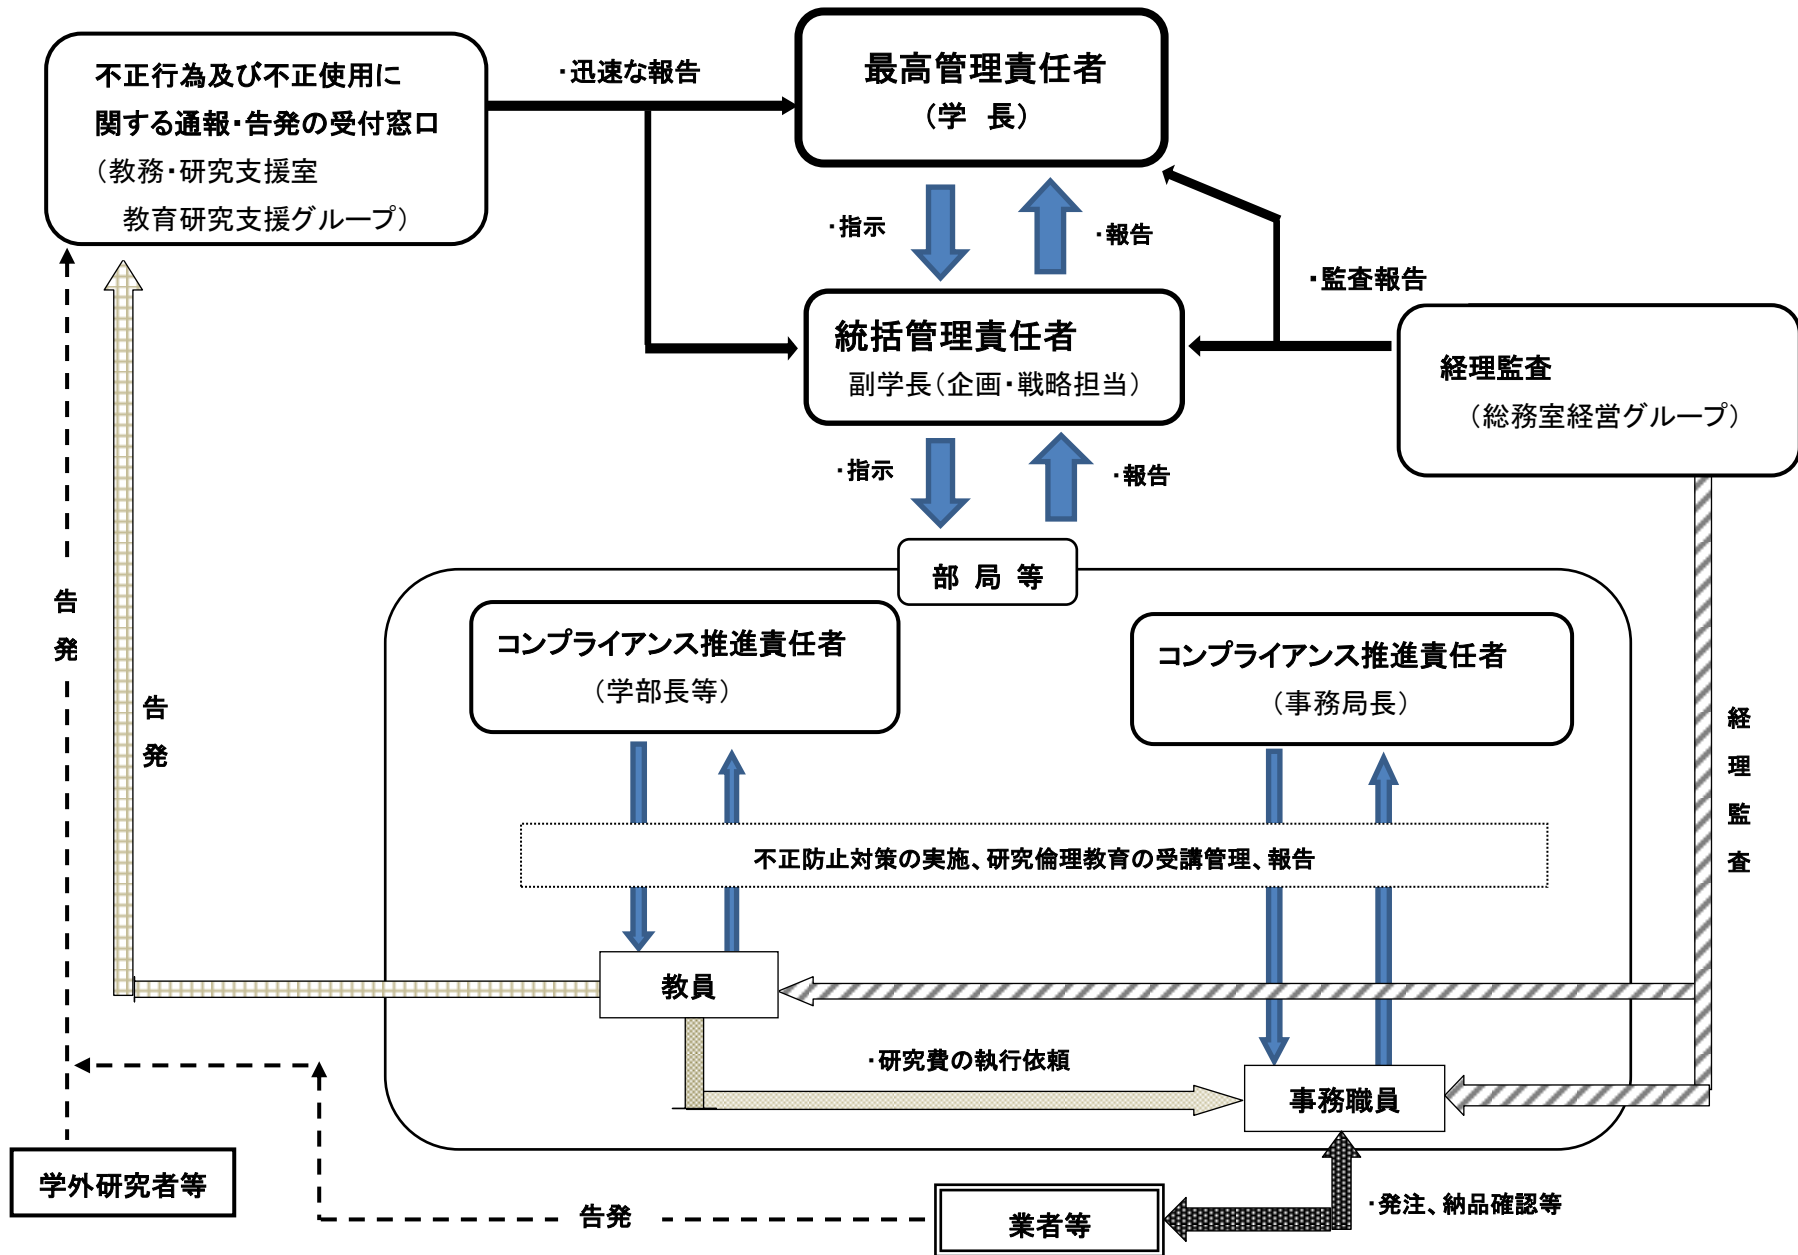 不正行為及び不正使用に
関する通報・告発の受付窓口
（教務・研究支援室
教育研究支援グループ）
・迅速な報告
最高管理責任者
（学 長）
・指示
・報告
・監査報告
統括管理責任者
副学長（企画・戦略担当）
経理監査
（総務室経営グループ）
・指示
・報告
部 局 等
コンプライアンス推進責任者
（学部長等）
コンプライアンス推進責任者
（事務局長）
告発
告発
経理監査
不正防止対策の実施、研究倫理教育の受講管理、報告
教員
・研究費の執行依頼
事務職員
学外研究者等
告発
業者等
・発注、納品確認等